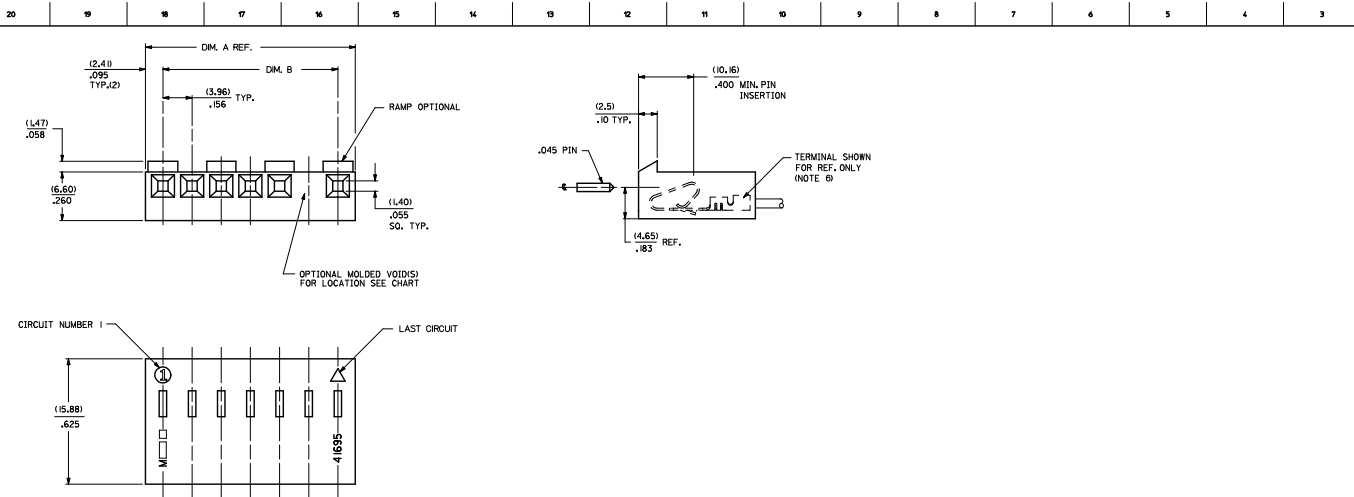 20 19 18 17 16 15 14 13 12 11 10 9 8 7 6 5 4 3
DIM. A REF.
(2.41)
.095
TYP.(2)
DIM. B
(3.96) TYP.
.156
RAMP OPTIONAL
(1.47)
.058
(6.60)
.260
(1.40)
.055
SQ. TYP.
OPTIONAL MOLDED VOID(S)
FOR LOCATION SEE CHART
(10.16)
.400 MIN. PIN
INSERTION
(2.5)
.10 TYP.
.045 PIN
TERMINAL SHOWN
FOR REF. ONLY
(NOTE 6)
(4.65) REF.
.183
CIRCUIT NUMBER 1
LAST CIRCUIT
1
(15.88)
.625
M
41695